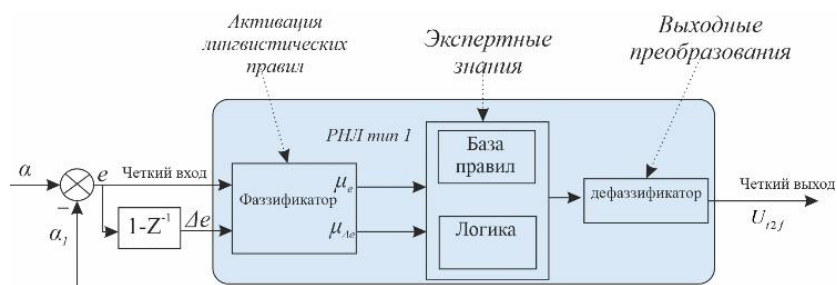 Активация
лингвистических
правил
Экспертные
знания
Выходные
преобразования
РНЛ тип 1
База
правил
α
e
Четкий вход
μe
Фаззификатор
дефаззификатор
Четкий выход
−
1-Z⁻¹
Δe
μΔe
Логика
Ut2f
α1